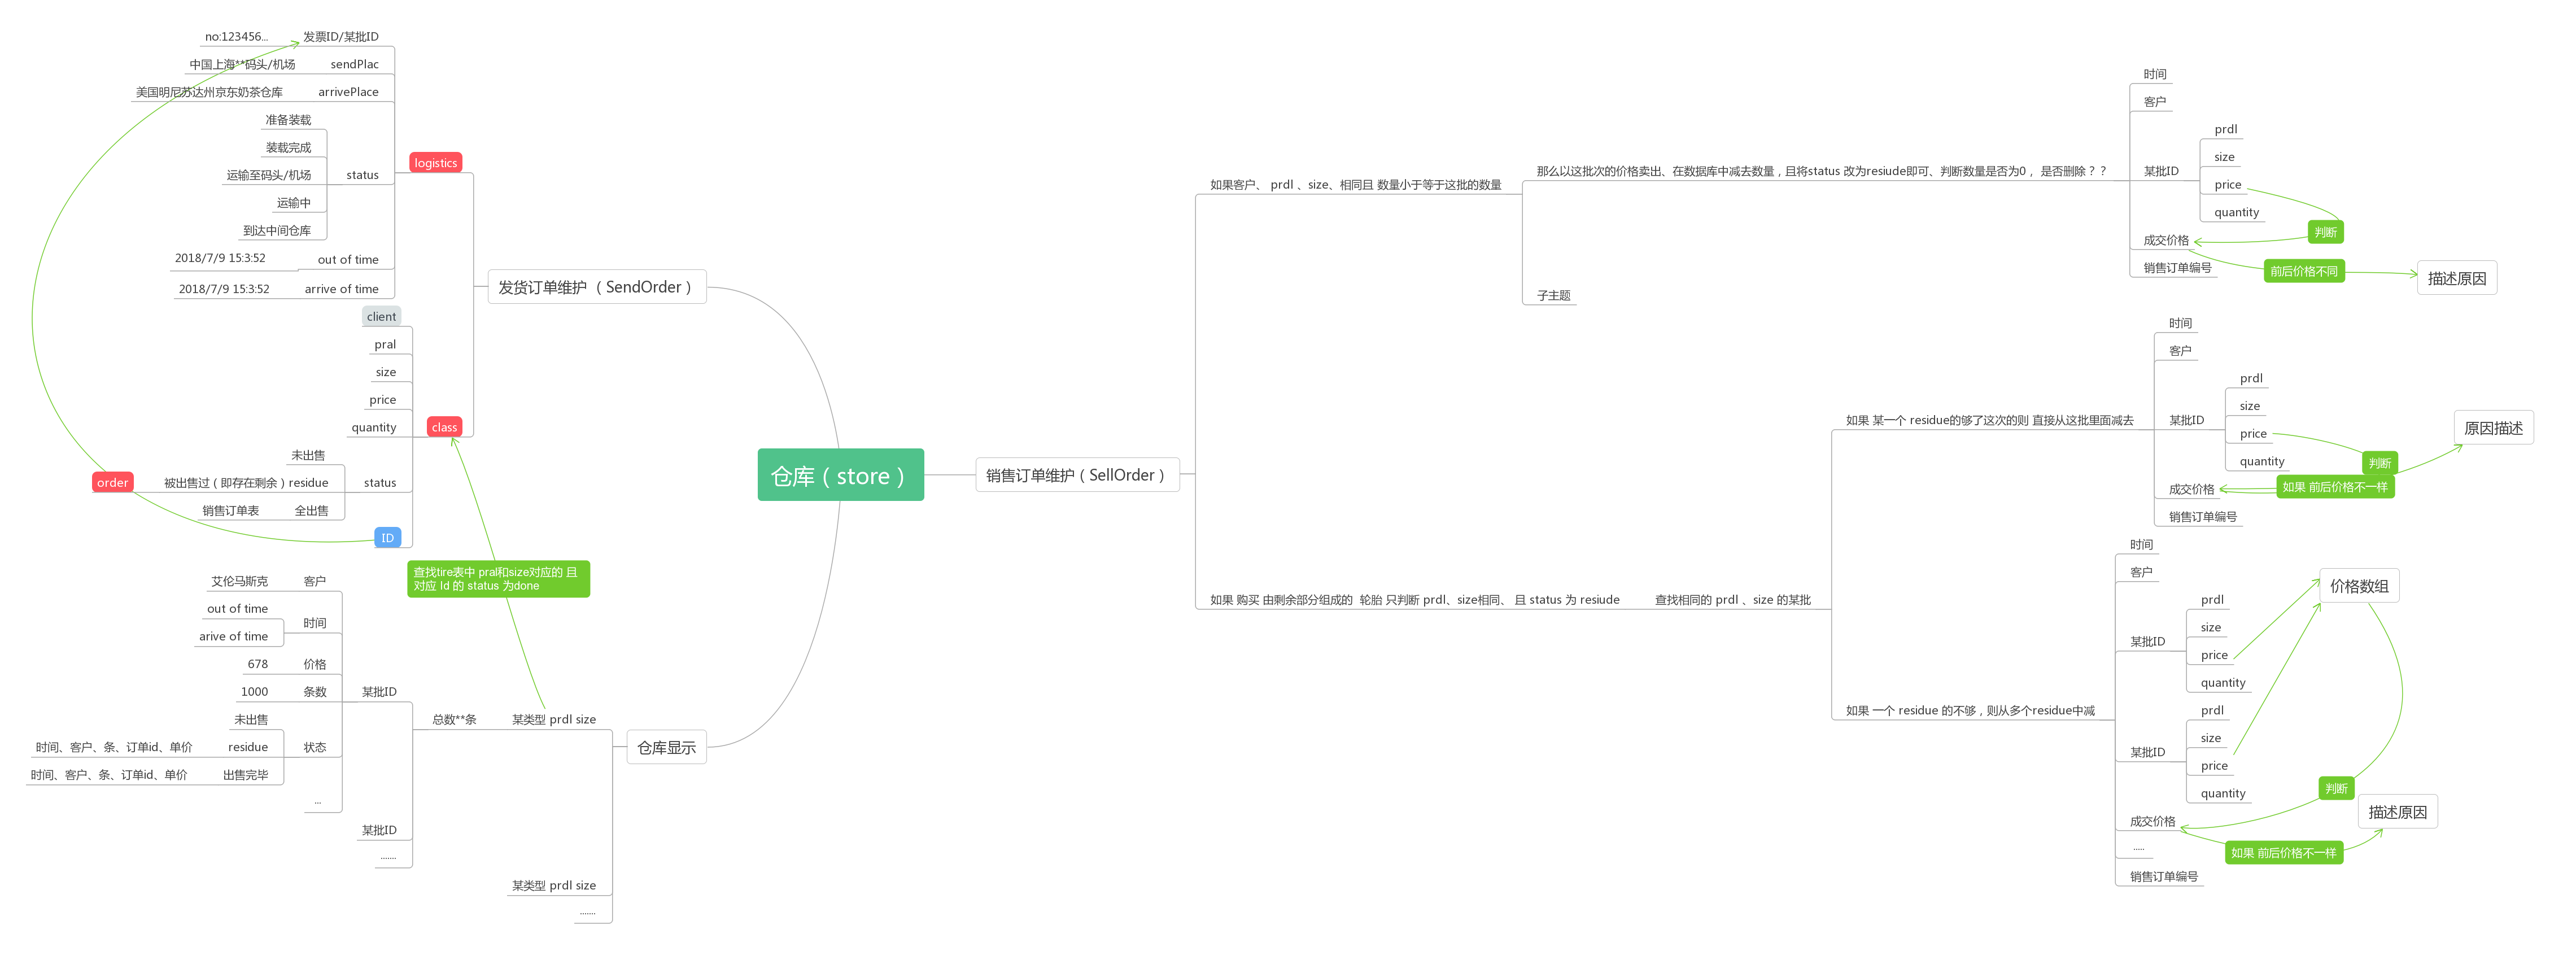 仓库（store）
发货订单维护 （ SendOrder ）
logistics
发票ID/某批ID
no:123456...
sendPlac
中国上海**码头/机场
arrivePlace
美国明尼苏达州京东奶茶仓库
status
准备装载
装载完成
运输至码头/机场
运输中
到达中间仓库
out of time
2018/7/9 15:3:52
arrive of time
2018/7/9 15:3:52
class
client
pral
size
price
quantity
status
未出售
被出售过（即存在剩余）residue
order
全出售
销售订单表
ID
查找tire表中 pral和size对应的 且
对应 Id 的 status 为done
仓库显示
某类型 prdl size
总数**条
某批ID
客户
艾伦马斯克
时间
out of time
arive of time
价格
678
条数
1000
状态
未出售
residue
时间、客户、条、订单id、单价
出售完毕
时间、客户、条、订单id、单价
...
某批ID
.......
某类型 prdl size
.......
销售订单维护（SellOrder）
如果客户、 prdl 、size、相同且 数量小于等于这批的数量
那么以这批次的价格卖出、在数据库中减去数量，且将status 改为resiude即可、判断数量是否为0， 是否删除？？
时间
客户
某批ID
prdl
size
price
quantity
成交价格
判断
前后价格不同
描述原因
销售订单编号
子主题
如果 购买 由剩余部分组成的  轮胎 只判断 prdl、size相同、 且 status 为 resiude
查找相同的 prdl 、size 的某批
如果 某一个 residue的够了这次的则 直接从这批里面减去
时间
客户
某批ID
prdl
size
price
quantity
成交价格
判断
如果 前后价格不一样
原因描述
销售订单编号
如果 一个 residue 的不够，则从多个residue中减
时间
客户
某批ID
prdl
size
price
quantity
价格数组
某批ID
prdl
size
price
quantity
成交价格
判断
如果 前后价格不一样
描述原因
.....
销售订单编号